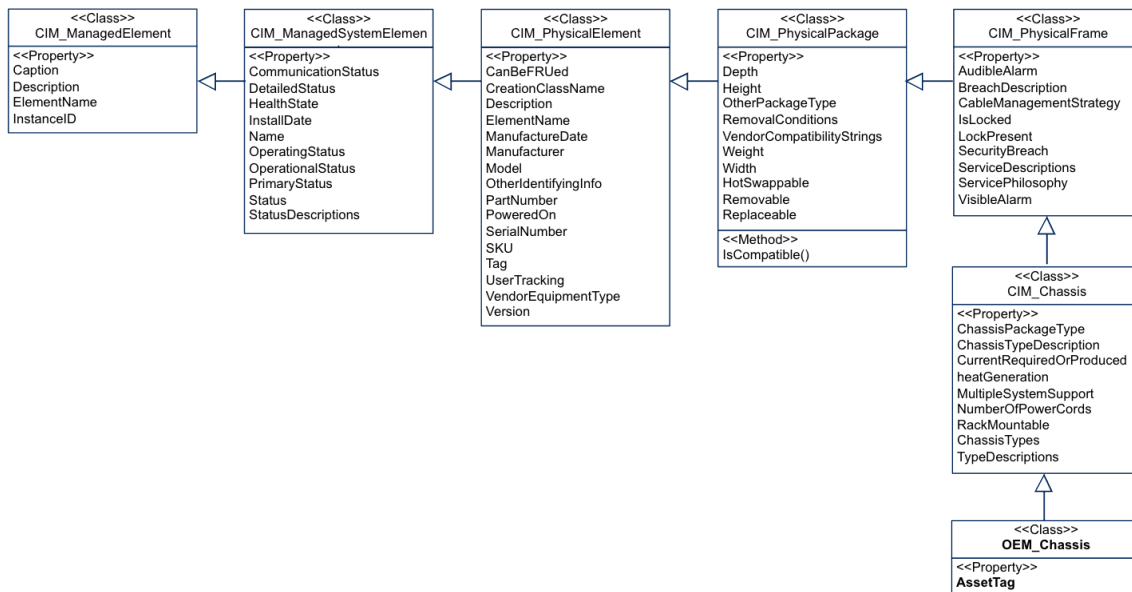 <<Class>>
CIM_ManagedElement
<<Property>>
Caption
Description
ElementName
InstanceID
<<Class>>
CIM_ManagedSystemElemen
<<Property>>
CommunicationStatus
DetailedStatus
HealthState
InstallDate
Name
OperatingStatus
OperationalStatus
PrimaryStatus
Status
StatusDescriptions
<<Class>>
CIM_PhysicalElement
<<Property>>
CanBeFRUed
CreationClassName
Description
ElementName
ManufactureDate
Manufacturer
Model
OtherIdentifyingInfo
PartNumber
PoweredOn
SerialNumber
SKU
Tag
UserTracking
VendorEquipmentType
Version
<<Class>>
CIM_PhysicalPackage
<<Property>>
Depth
Height
OtherPackageType
RemovalConditions
VendorCompatibilityStrings
Weight
Width
HotSwappable
Removable
Replaceable
<<Method>>
IsCompatible()
<<Class>>
CIM_PhysicalFrame
<<Property>>
AudibleAlarm
BreachDescription
CableManagementStrategy
IsLocked
LockPresent
SecurityBreach
ServiceDescriptions
ServicePhilosophy
VisibleAlarm
<<Class>>
CIM_Chassis
<<Property>>
ChassisPackageType
ChassisTypeDescription
CurrentRequiredOrProduced
heatGeneration
MultipleSystemSupport
NumberOfPowerCords
RackMountable
ChassisTypes
TypeDescriptions
<<Class>>
OEM_Chassis
<<Property>>
AssetTag